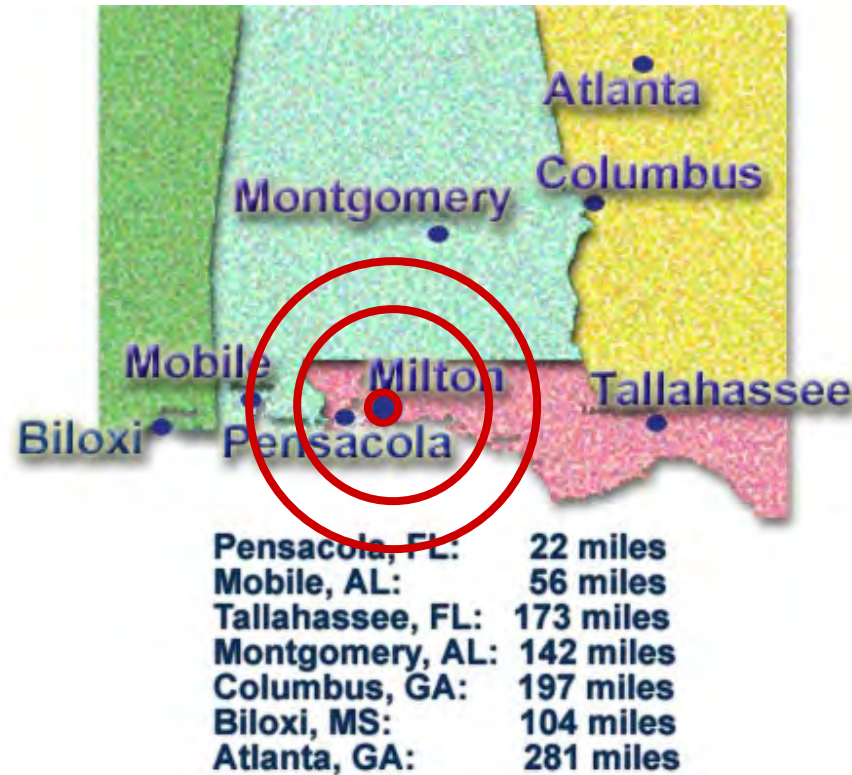 Atlanta
Columbus
Montgomery
Mobile
Milton
Tallahassee
Biloxi
Pensacola
Pensacola, FL: 22 miles
Mobile, AL: 56 miles
Tallahassee, FL: 173 miles
Montgomery, AL: 142 miles
Columbus, GA: 197 miles
Biloxi, MS: 104 miles
Atlanta, GA: 281 miles